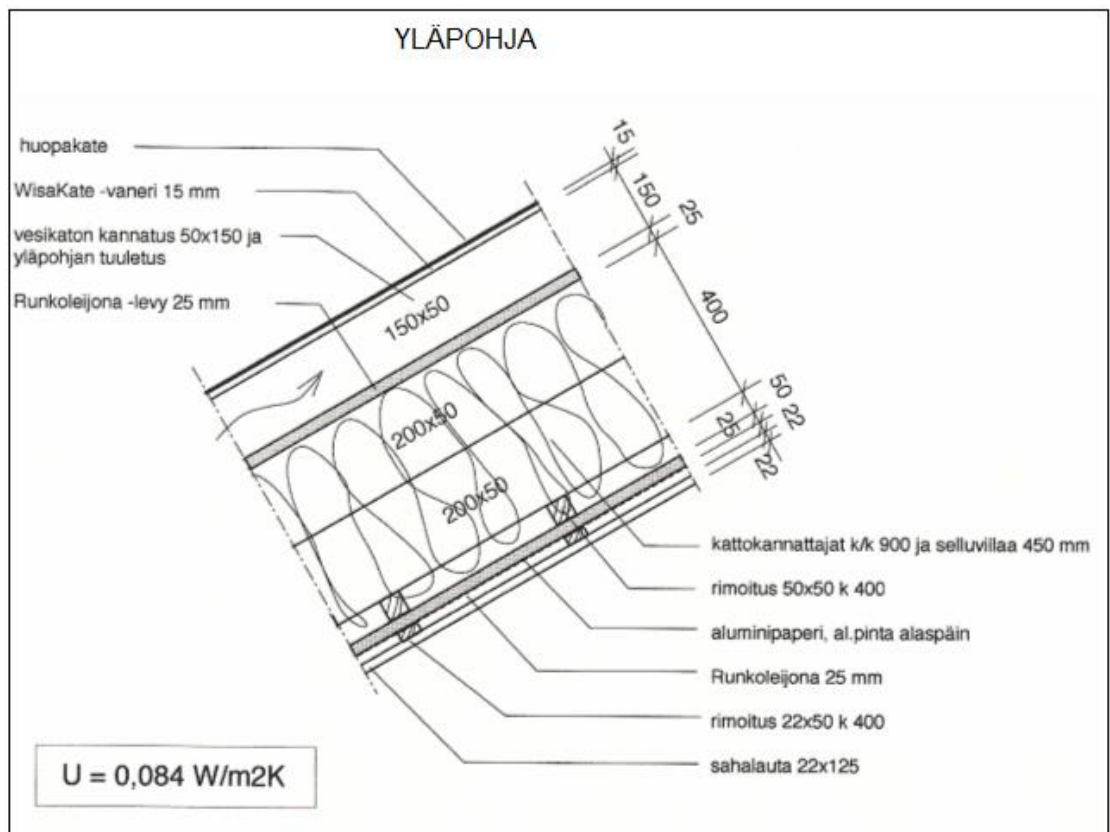 YLÄPOHJA
huopakate
WisaKate -vaneri 15 mm
vesikaton kannatus 50x150 ja
yläpohjan tuuletus
Runkoleijona -levy 25 mm
15
150
25
400
50
22
25
22
150x50
200x50
200x50
kattokannattajat k/k 900 ja selluviillaa 450 mm
rimoitus 50x50 k 400
aluminipaperi, al.pinta alaspäin
Runkoleijona 25 mm
rimoitus 22x50 k 400
sahalauta 22x125
U = 0,084 W/m2K